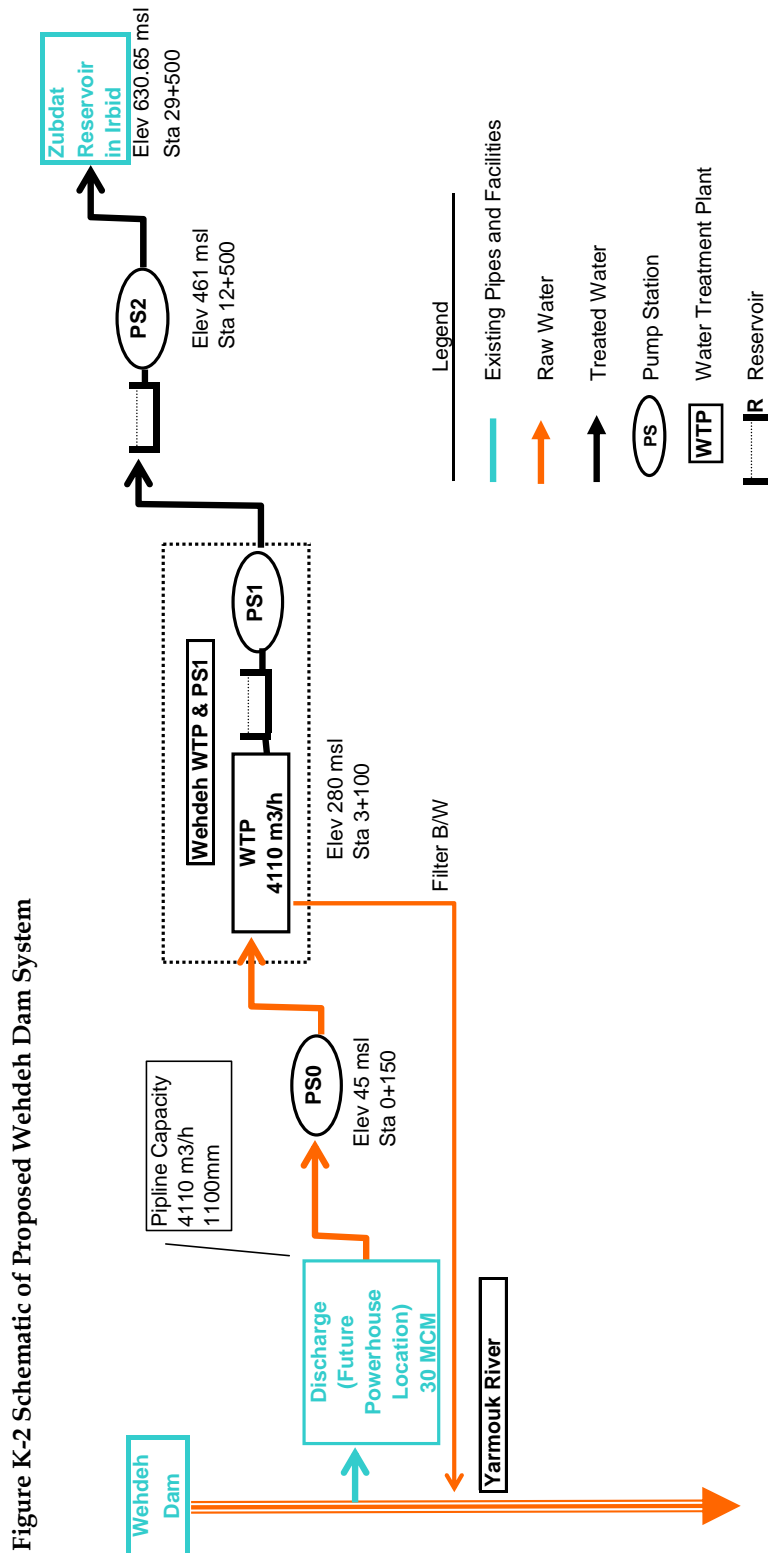 Figure K-2 Schematic of Proposed Wehdeh Dam System
Wehdeh
Dam
Discharge
(Future
Powerhouse
Location)
30 MCM
Yarmouk River
Pipline Capacity
4110 m3/h
1100mm
PS0
Elev 45 msl
Sta 0+150
Wehdeh WTP & PS1
WTP
4110 m3/h
PS1
Elev 280 msl
Sta 3+100
Filter B/W
PS2
Elev 461 msl
Sta 12+500
Zubdat
Reservoir
in Irbid
Elev 630.65 msl
Sta 29+500
Legend
Existing Pipes and Facilities
Raw Water
Treated Water
PS
Pump Station
WTP
Water Treatment Plant
R
Reservoir